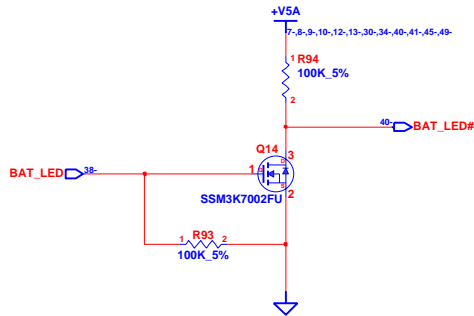 +V5A
7-,8-,9-,10-,12-,13-,30-,34-,40-,41-,45-,49-
1 R94
100K_5%
2
40- BAT_LED#
Q14
3
D
BAT_LED 38-
1 G
S
2
SSM3K7002FU
1 R93 2
100K_5%